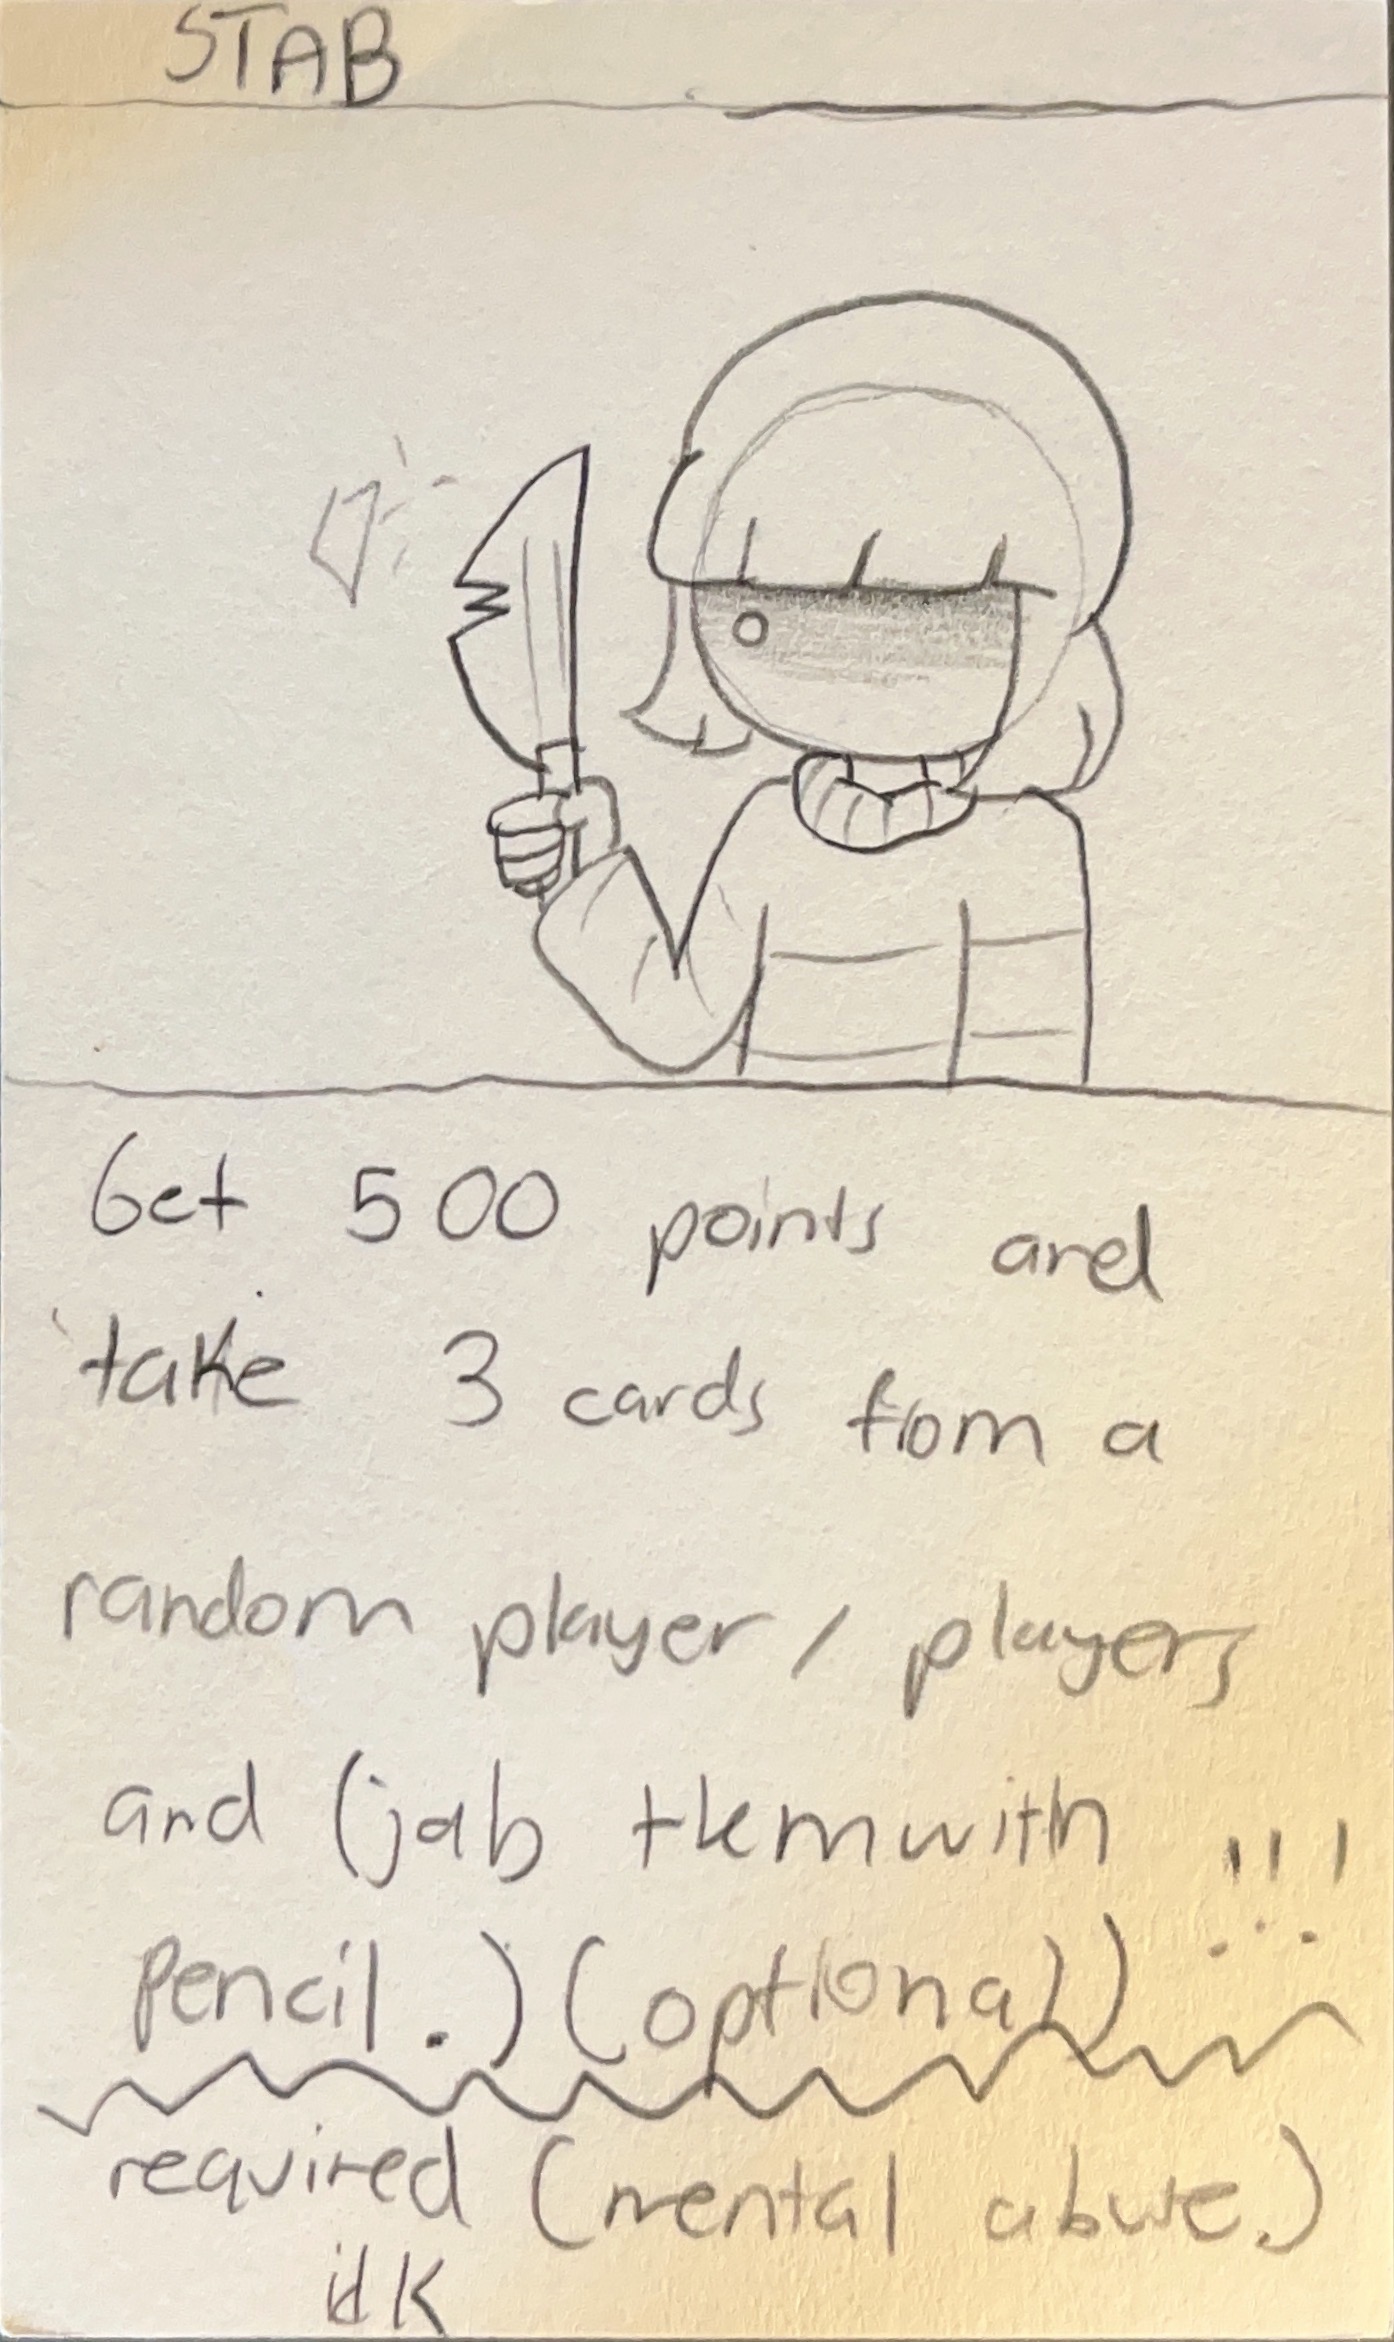 STAB
Get 500 points and
take 3 cards from a
random player / players
and (jab them with !!!
pencil.) (optional)
required (mental abuse.)
idk